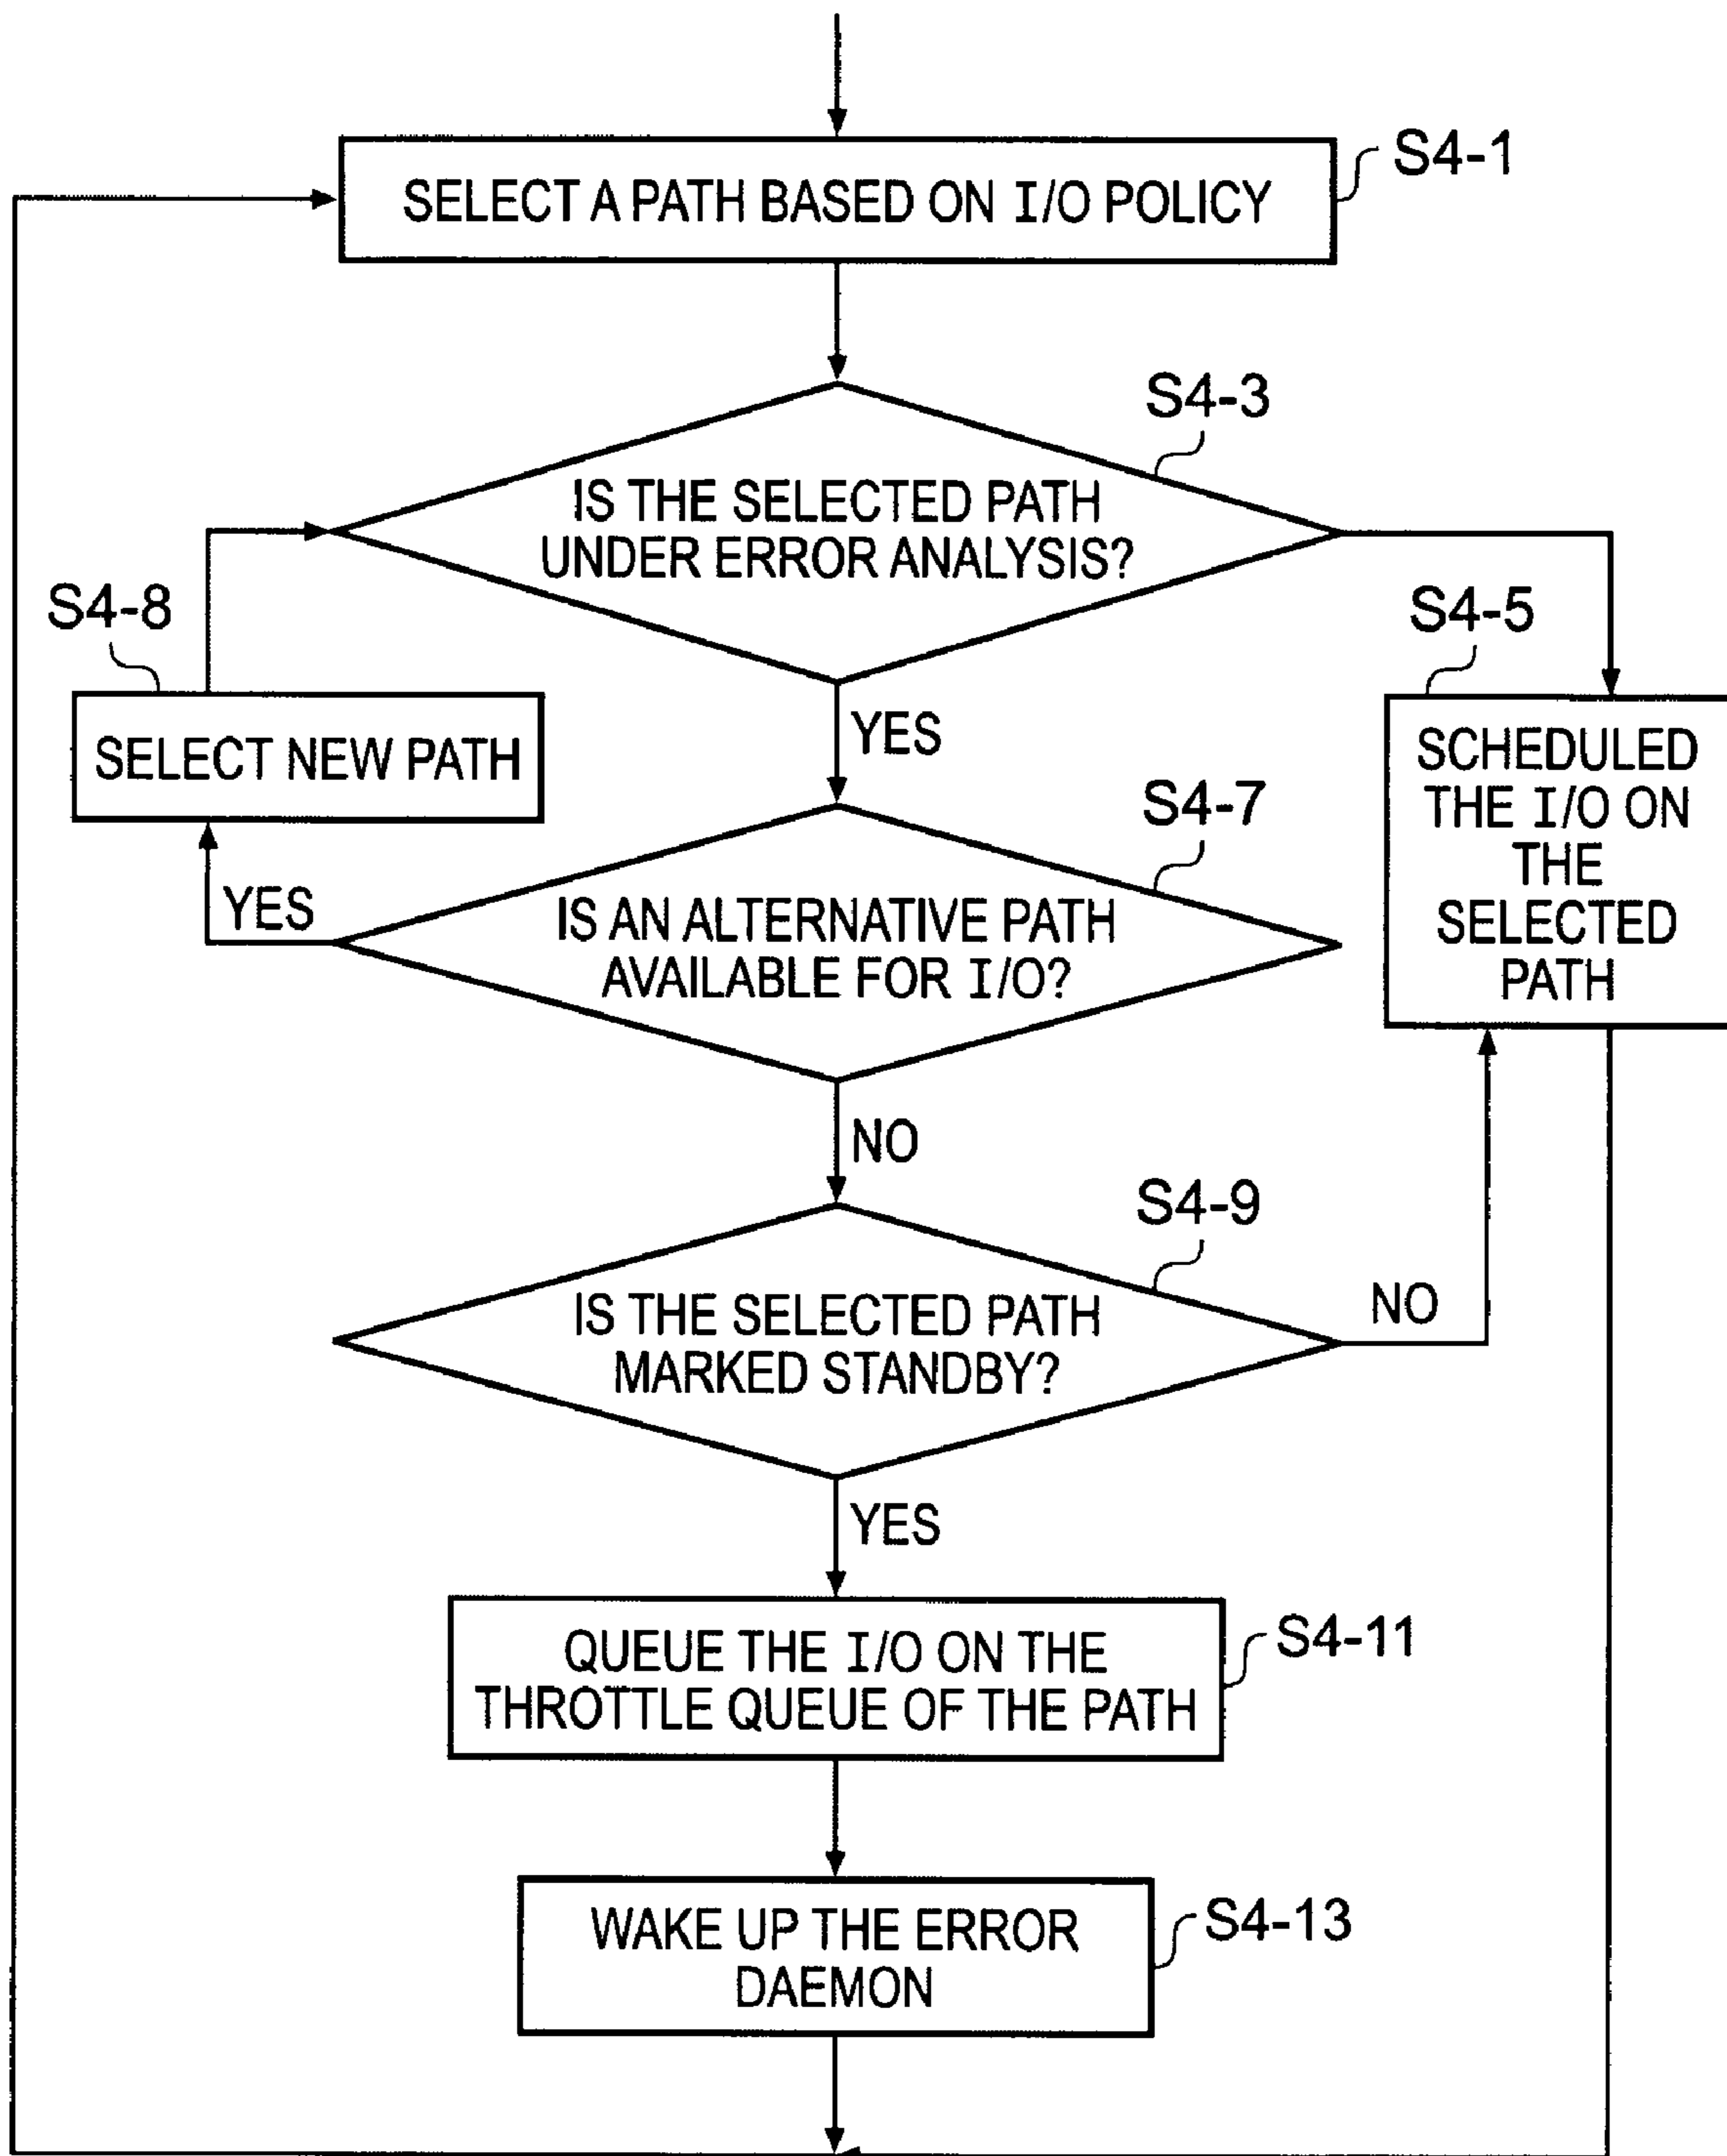 S4-1
SELECT A PATH BASED ON I/O POLICY
S4-3
IS THE SELECTED PATH
UNDER ERROR ANALYSIS?
S4-8
SELECT NEW PATH
YES
S4-5
SCHEDULED
THE I/O ON
THE
SELECTED
PATH
S4-7
YES
IS AN ALTERNATIVE PATH
AVAILABLE FOR I/O?
NO
S4-9
IS THE SELECTED PATH
MARKED STANDBY?
NO
YES
QUEUE THE I/O ON THE
THROTTLE QUEUE OF THE PATH
S4-11
WAKE UP THE ERROR
DAEMON
S4-13